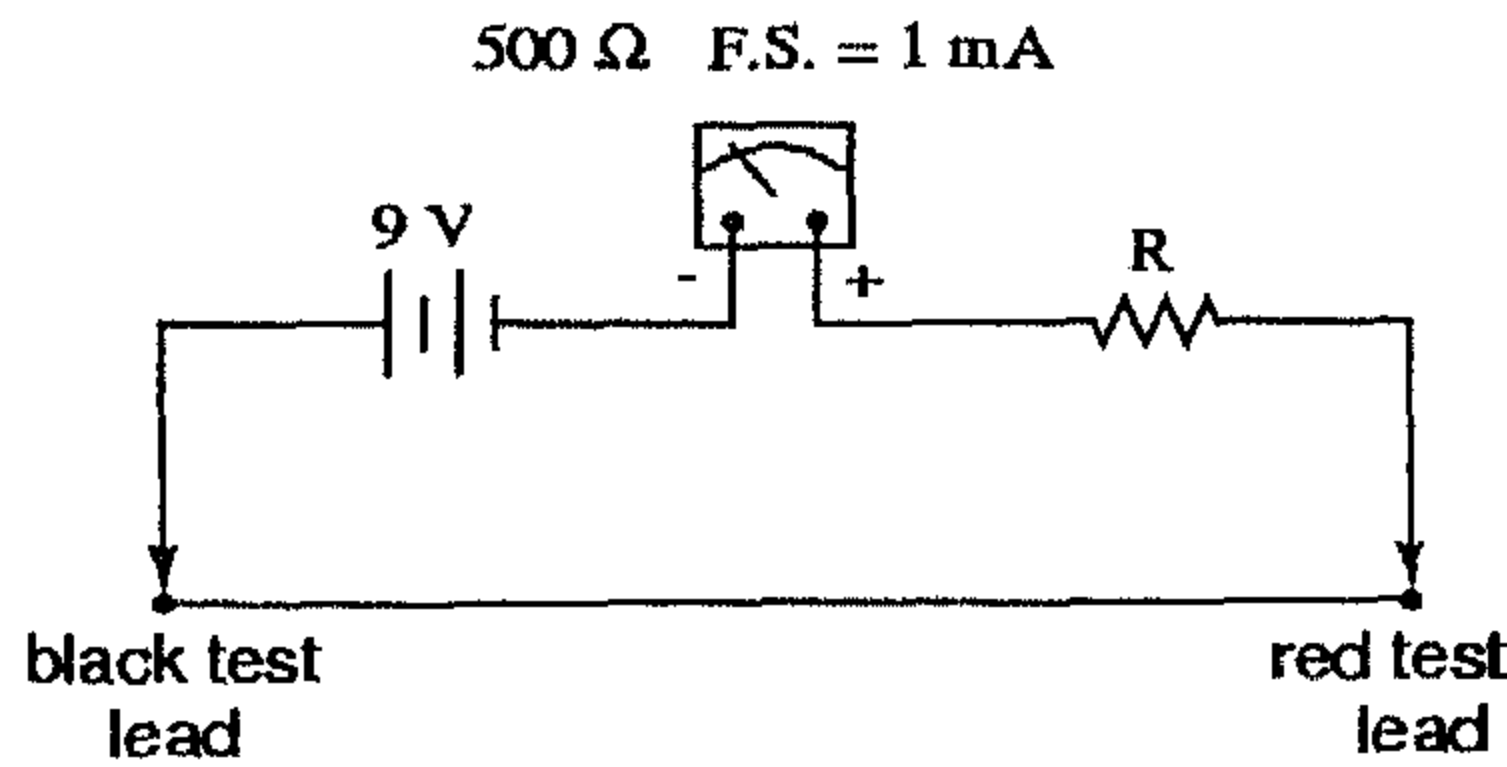 500 Ω F.S. = 1 mA
9 V
- +
R
black test
lead
red test
lead